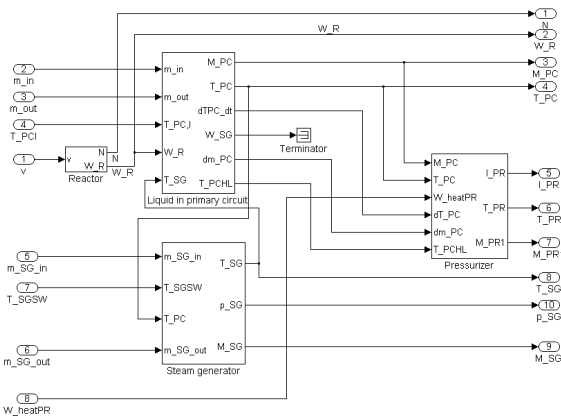 1
N
W_R
2
W_R
2
m_in
3
m_out
4
T_PCI
1
v
v
N
W_R
Reactor
N
W_R
m_in
m_out
T_PC,I
W_R
T_SG
M_PC
T_PC
dTPC_dt
W_SG
dm_PC
T_PCHL
Liquid in primary circuit
Terminator
3
M_PC
4
T_PC
M_PC
T_PC
W_heatPR
dT_PC
dm_PC
T_PCHL
l_PR
T_PR
M_PR1
Pressurizer
5
l_PR
6
T_PR
7
M_PR
5
m_SG_in
7
T_SGSW
6
m_SG_out
8
W_heatPR
m_SG_in
T_SGSW
T_PC
m_SG_out
T_SG
p_SG
M_SG
Steam generator
8
T_SG
10
p_SG
9
M_SG